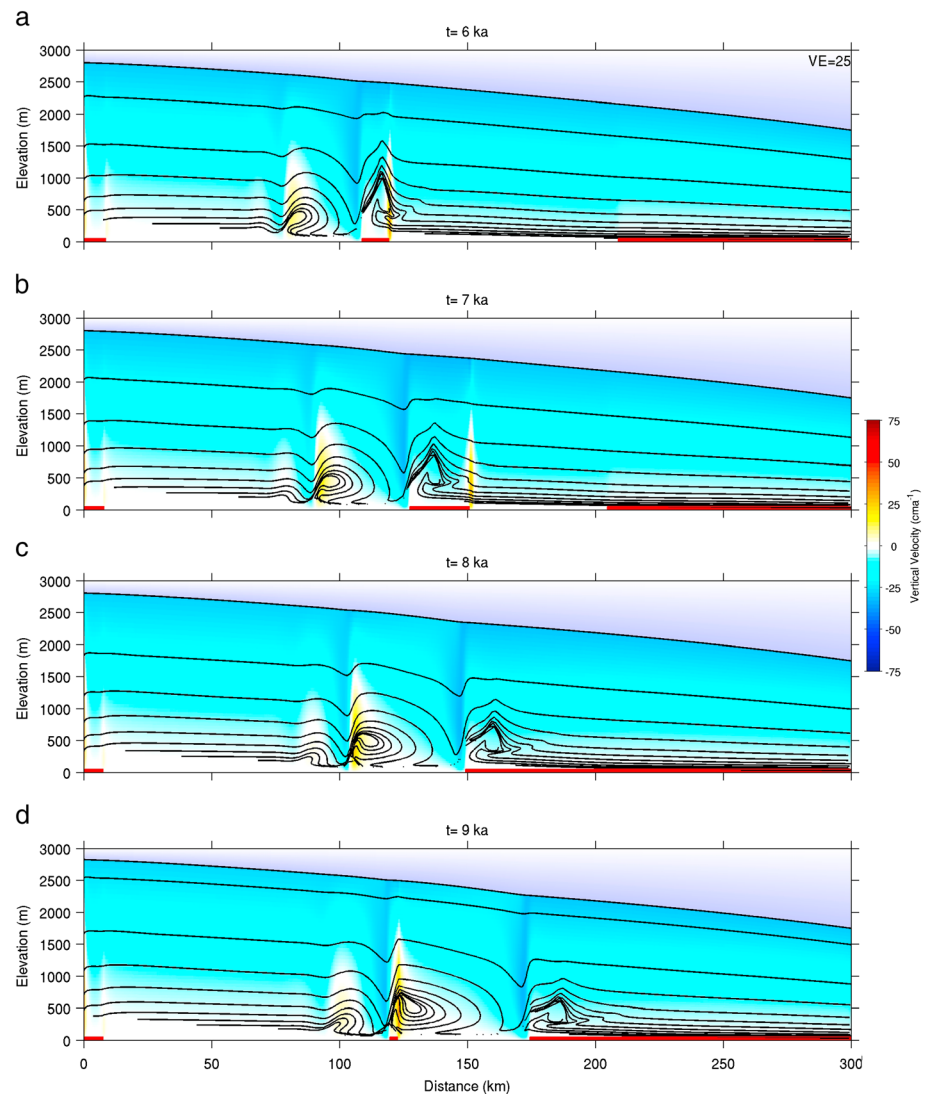 a
t= 6 ka
VE=25
3000
2500
2000
1500
1000
500
0
Elevation (m)
b
t= 7 ka
3000
2500
2000
1500
1000
500
0
Elevation (m)
75
50
25
0
-25
-50
-75
Vertical Velocity (cma⁻¹)
c
t= 8 ka
3000
2500
2000
1500
1000
500
0
Elevation (m)
d
t= 9 ka
3000
2500
2000
1500
1000
500
0
Elevation (m)
0 50 100 150 200 250 300
Distance (km)